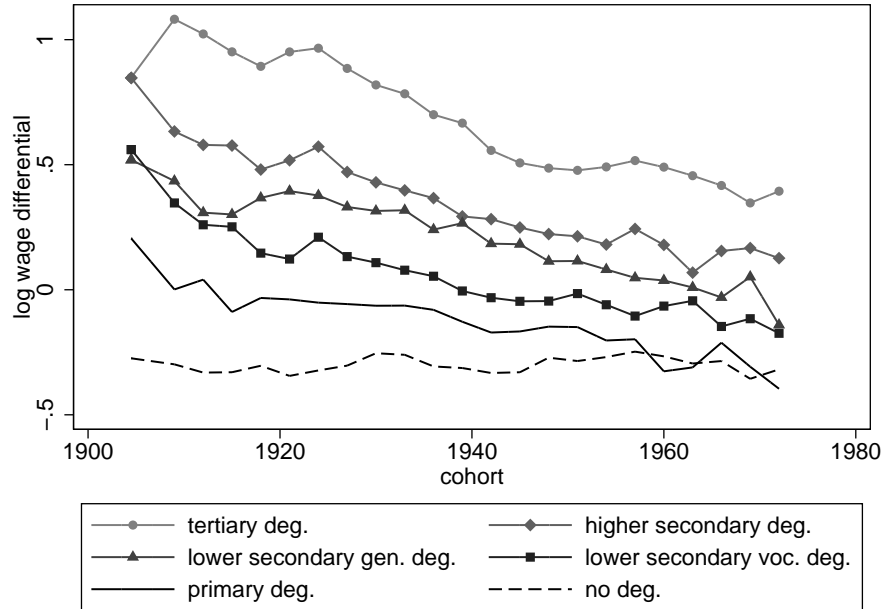 1
.5
0
−.5
log wage differential
1900 1920 1940 1960 1980
cohort
tertiary deg. higher secondary deg.
lower secondary gen. deg. lower secondary voc. deg.
primary deg. no deg.